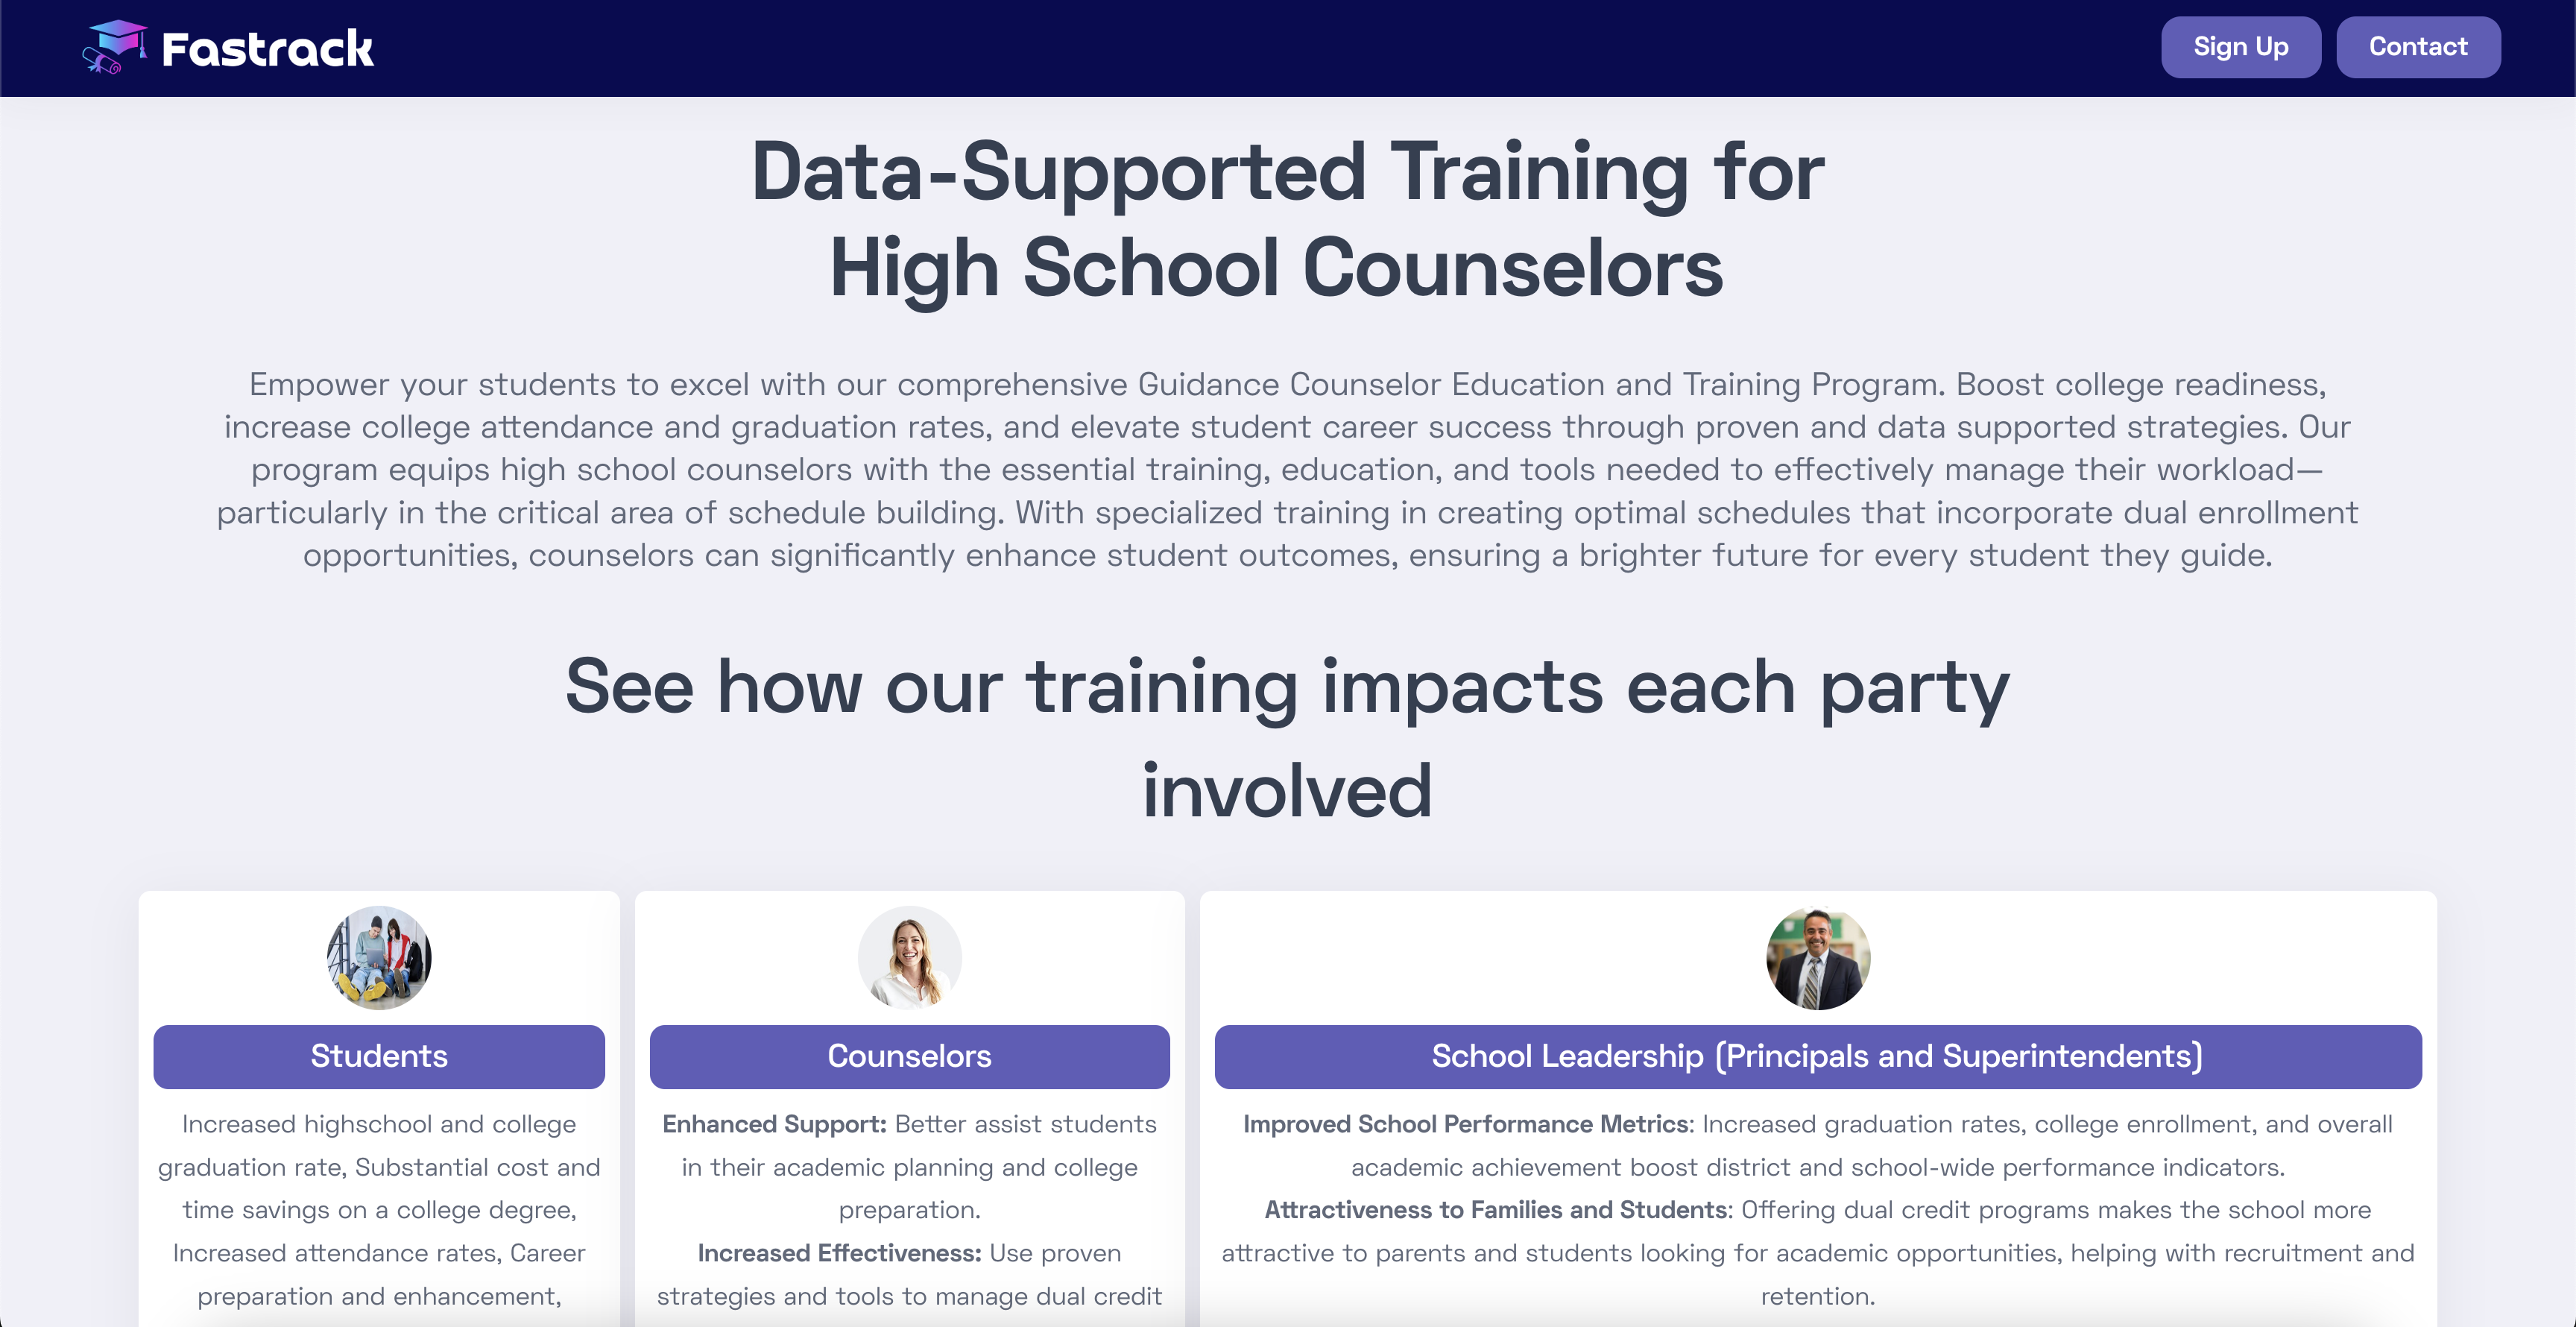 Fastrack
Sign Up
Contact
Data-Supported Training for
High School Counselors
Empower your students to excel with our comprehensive Guidance Counselor Education and Training Program. Boost college readiness,
increase college attendance and graduation rates, and elevate student career success through proven and data supported strategies. Our
program equips high school counselors with the essential training, education, and tools needed to effectively manage their workload—
particularly in the critical area of schedule building. With specialized training in creating optimal schedules that incorporate dual enrollment
opportunities, counselors can significantly enhance student outcomes, ensuring a brighter future for every student they guide.
See how our training impacts each party
involved
Students
Increased highschool and college
graduation rate, Substantial cost and
time savings on a college degree,
Increased attendance rates, Career
preparation and enhancement,
Counselors
Enhanced Support: Better assist students
in their academic planning and college
preparation.
Increased Effectiveness: Use proven
strategies and tools to manage dual credit
School Leadership (Principals and Superintendents)
Improved School Performance Metrics: Increased graduation rates, college enrollment, and overall
academic achievement boost district and school-wide performance indicators.
Attractiveness to Families and Students: Offering dual credit programs makes the school more
attractive to parents and students looking for academic opportunities, helping with recruitment and
retention.